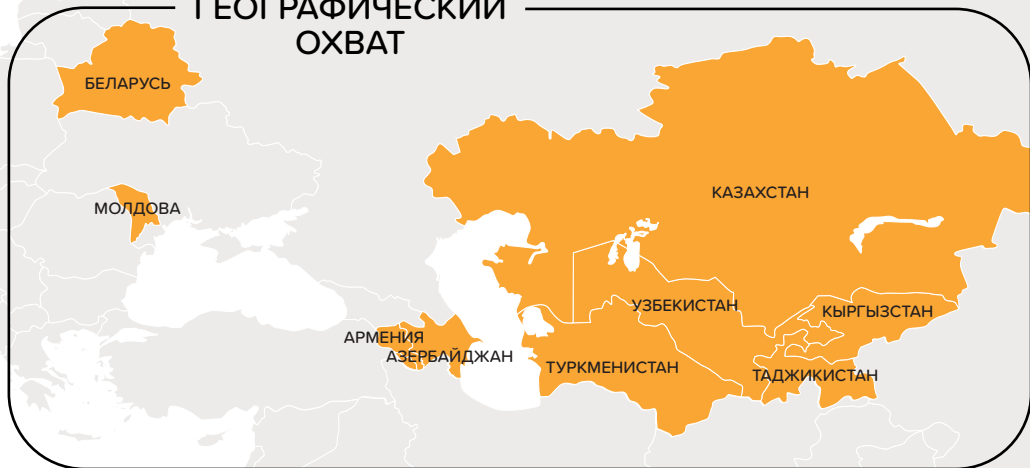 ГЕОГРАФИЧЕСКИЙ
ОХВАТ
БЕЛАРУСЬ
МОЛДОВА
КАЗАХСТАН
УЗБЕКИСТАН
КЫРГЫЗСТАН
АРМЕНИЯ
АЗЕРБАЙДЖАН
ТУРКМЕНИСТАН
ТАДЖИКИСТАН